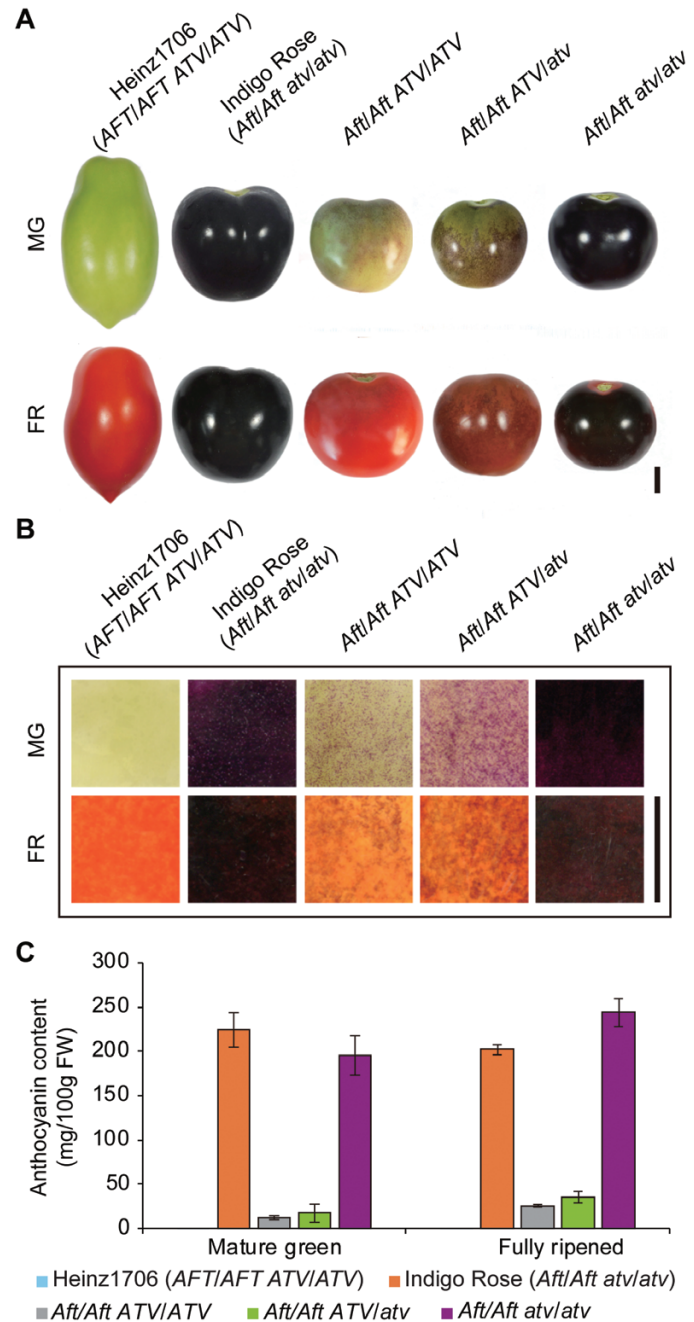 A
Heinz1706
(AFT/AFT ATV/ATV)
Indigo Rose
(Aft/Aft atv/atv)
Aft/Aft ATV/ATV
Aft/Aft ATV/atv
Aft/Aft atv/atv
MG
FR
B
Heinz1706
(AFT/AFT ATV/ATV)
Indigo Rose
(Aft/Aft atv/atv)
Aft/Aft ATV/ATV
Aft/Aft ATV/atv
Aft/Aft atv/atv
MG
FR
C
Anthocyanin content
(mg/100g FW)
300
250
200
150
100
50
0
Mature green
Fully ripened
Heinz1706 (AFT/AFT ATV/ATV)
Indigo Rose (Aft/Aft atv/atv)
Aft/Aft ATV/ATV
Aft/Aft ATV/atv
Aft/Aft atv/atv